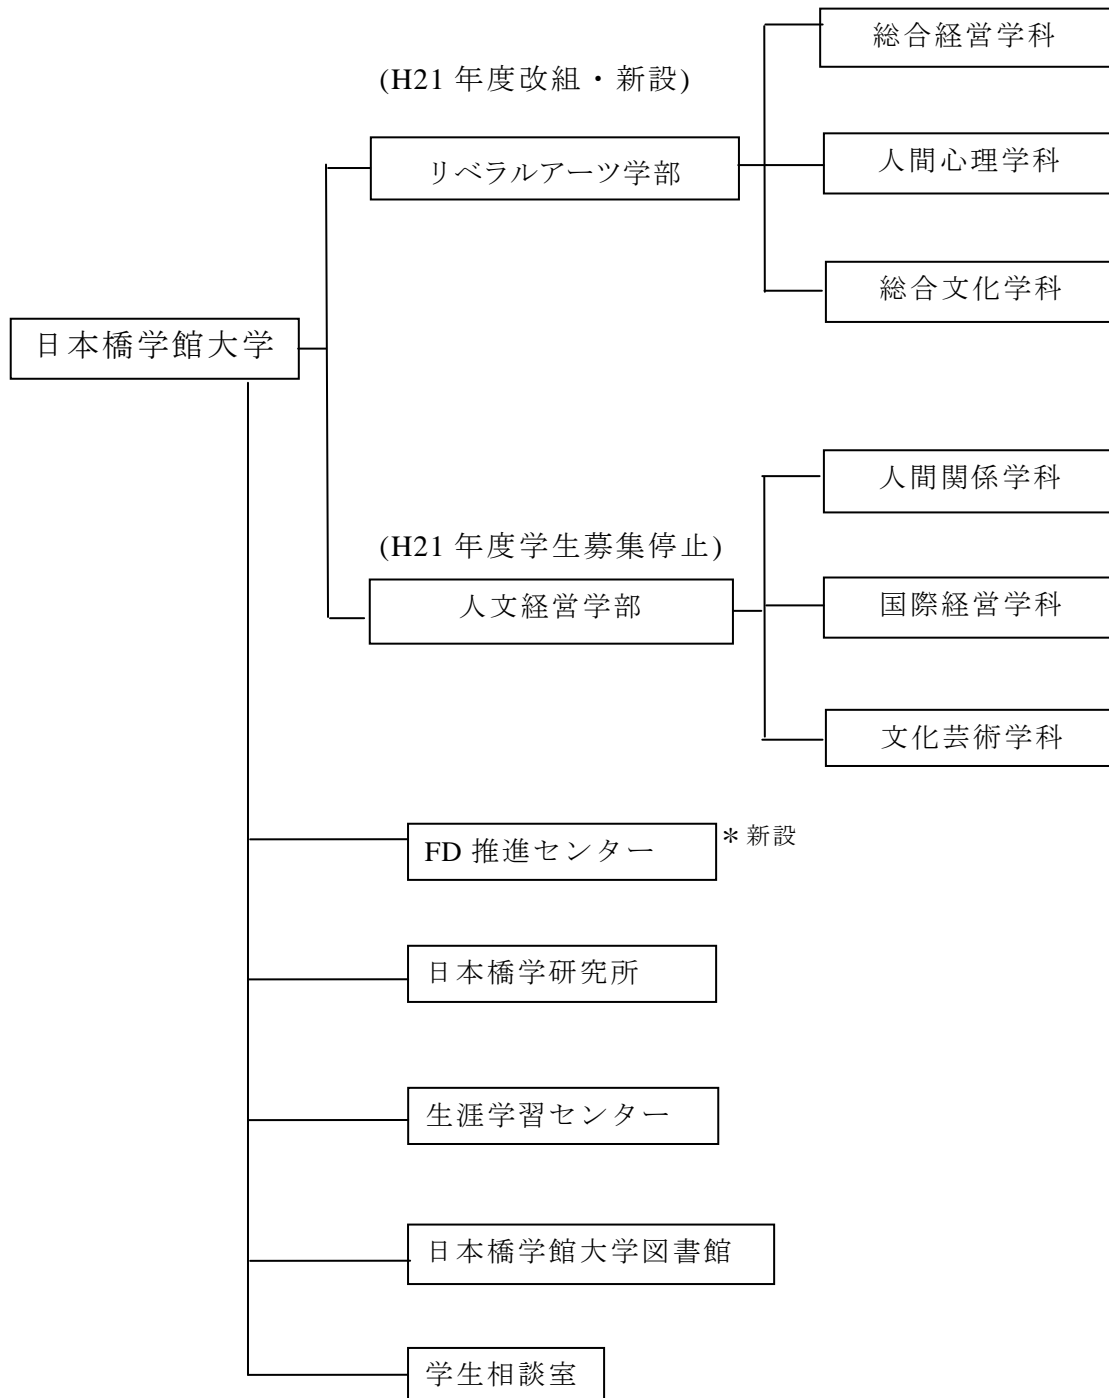 総合経営学科
(H21 年度改組・新設)
リベラルアーツ学部
人間心理学科
総合文化学科
日本橋学館大学
人間関係学科
(H21 年度学生募集停止)
人文経営学部
国際経営学科
文化芸術学科
FD 推進センター
＊新設
日本橋学研究所
生涯学習センター
日本橋学館大学図書館
学生相談室